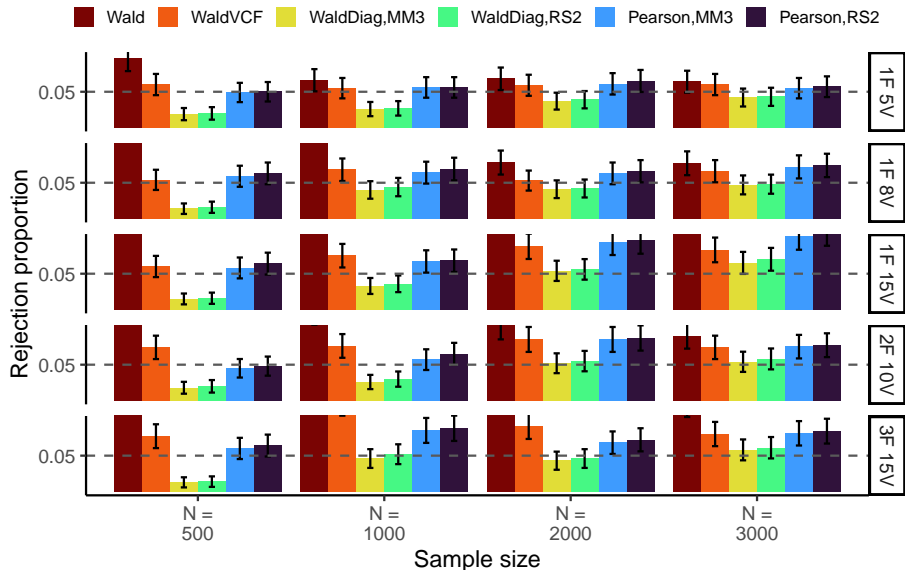 Wald WaldVCF WaldDiag,MM3 WaldDiag,RS2 Pearson,MM3 Pearson,RS2
Rejection proportion
0.05
1F 5V
0.05
1F 8V
0.05
1F 15V
0.05
2F 10V
0.05
3F 15V
N =
500
N =
1000
N =
2000
N =
3000
Sample size